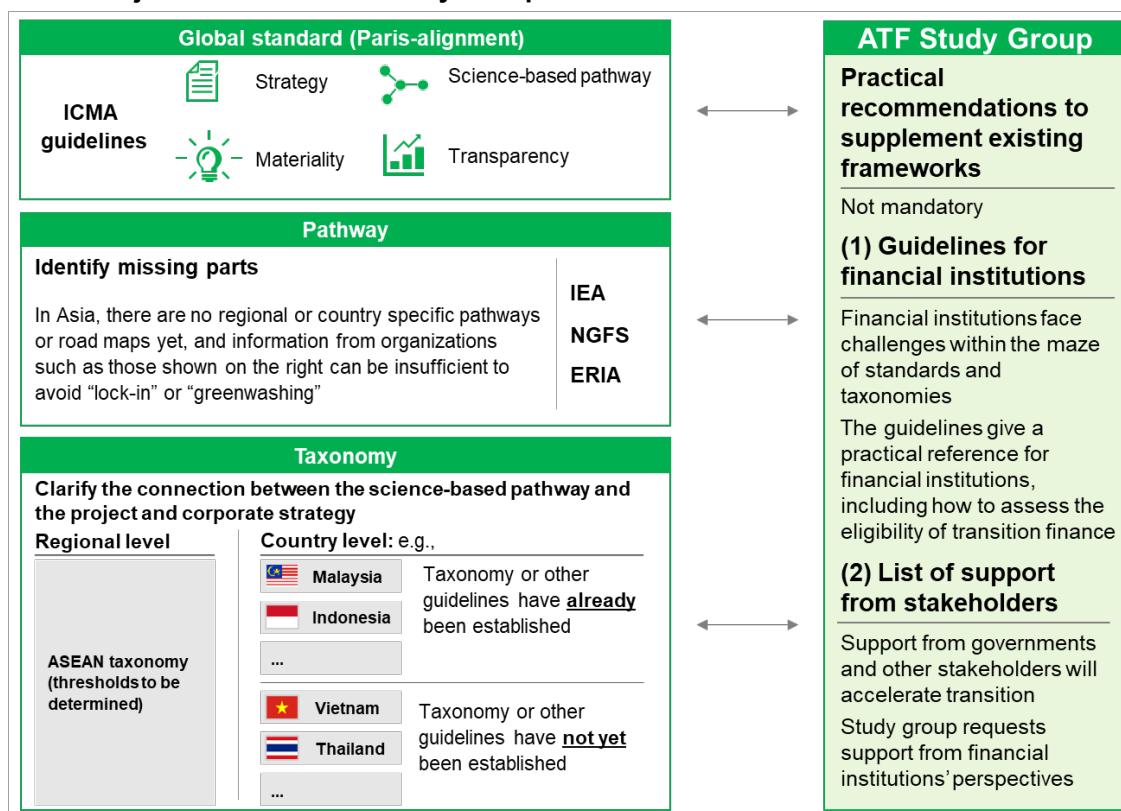 Global standard (Paris-alignment)
ICMA
guidelines
Strategy
Science-based pathway
Materiality
Transparency
Pathway
Identify missing parts
In Asia, there are no regional or country specific pathways
or road maps yet, and information from organizations
such as those shown on the right can be insufficient to
avoid “lock-in” or “greenwashing”
IEA
NGFS
ERIA
Taxonomy
Clarify the connection between the science-based pathway and
the project and corporate strategy
Regional level
ASEAN taxonomy
(thresholds to be
determined)
Country level: e.g.,
Malaysia
Indonesia
...
Taxonomy or other
guidelines have already
been established
Vietnam
Thailand
...
Taxonomy or other
guidelines have not yet
been established
ATF Study Group
Practical
recommendations to
supplement existing
frameworks
Not mandatory
(1) Guidelines for
financial institutions
Financial institutions face
challenges within the maze
of standards and
taxonomies
The guidelines give a
practical reference for
financial institutions,
including how to assess the
eligibility of transition finance
(2) List of support
from stakeholders
Support from governments
and other stakeholders will
accelerate transition
Study group requests
support from financial
institutions’ perspectives